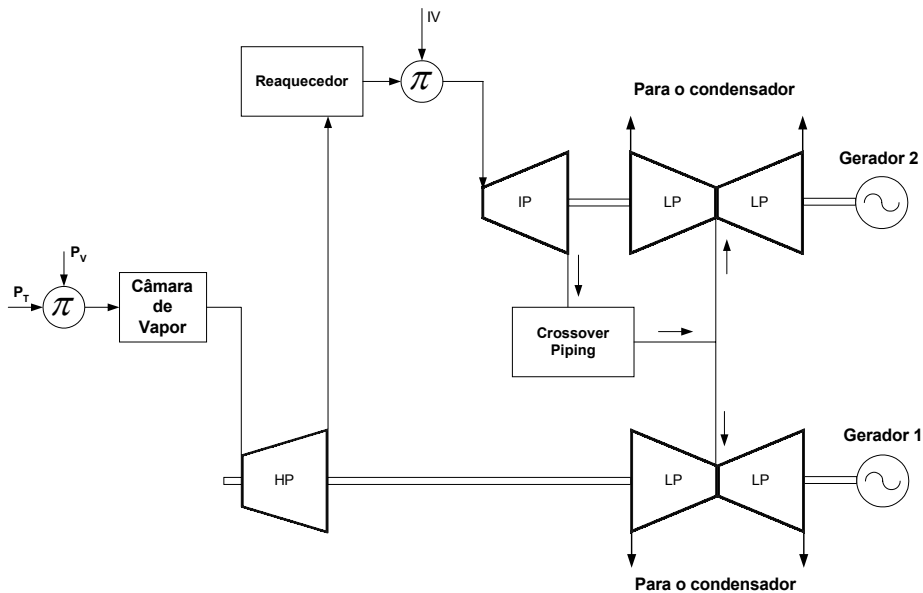 IV
Reaquecedor
π
Para o condensador
Gerador 2
IP
LP
LP
P_V
P_T
π
Câmara
de
Vapor
Crossover
Piping
Gerador 1
HP
LP
LP
Para o condensador